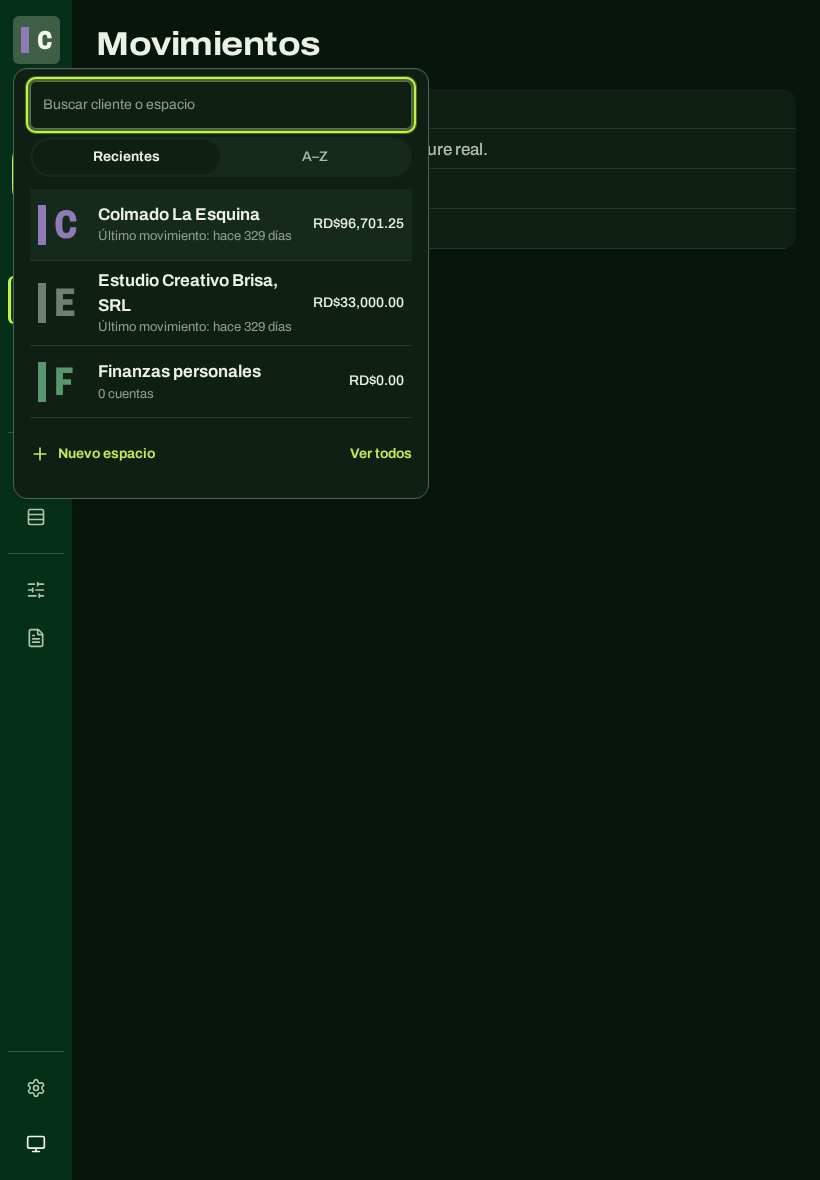 C
Movimientos
Buscar cliente o espacio
Recientes
A–Z
ure real.
C
Colmado La Esquina
Último movimiento: hace 329 días
RD$96,701.25
E
Estudio Creativo Brisa,
SRL
Último movimiento: hace 329 días
RD$33,000.00
F
Finanzas personales
0 cuentas
RD$0.00
Nuevo espacio
Ver todos